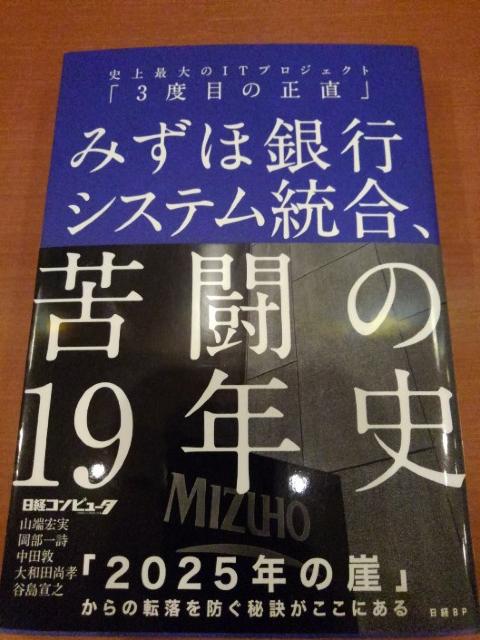 史上最大のITプロジェクト
「3度目の正直」
みずほ銀行
システム統合、
苦闘の
19年史
MIZUHO
日経コンピュータ
山端宏実
岡部一詩
中田敦
大和田尚孝
谷島宣之
「2025年の崖」
からの転落を防ぐ秘訣がここにある
日経BP